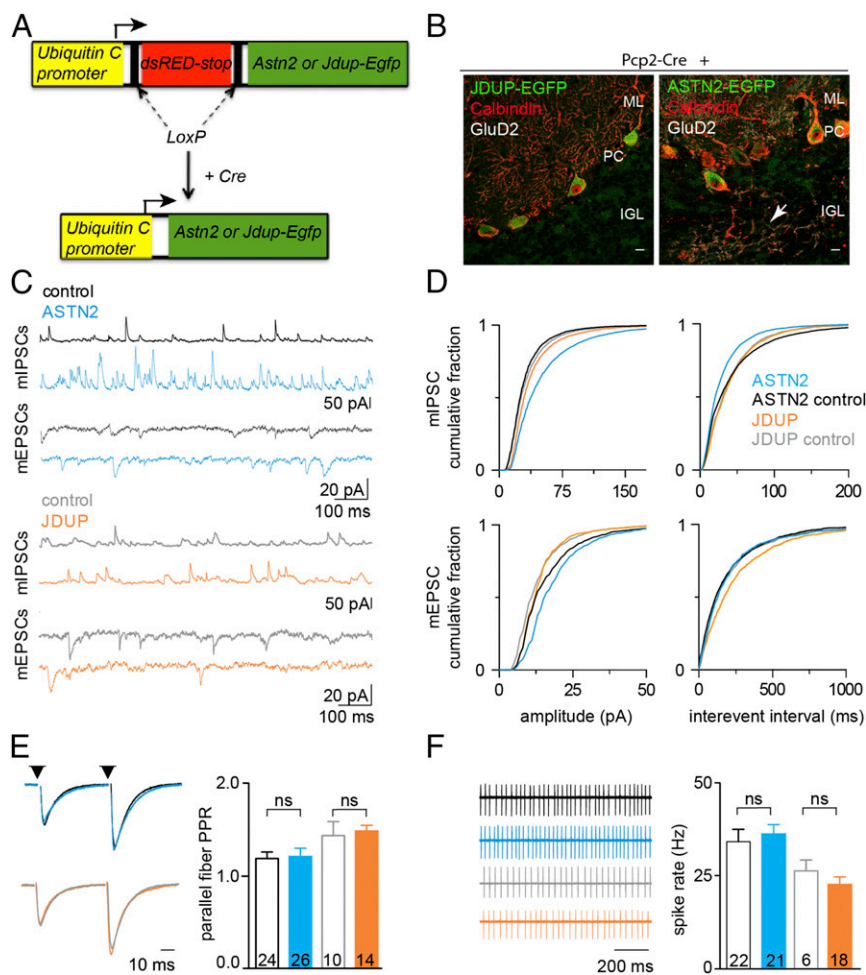 A
Ubiquitin C
promoter
dsRED-stop
Astn2 or Jdup-Egfp
LoxP
+ Cre
Ubiquitin C
promoter
Astn2 or Jdup-Egfp
B
Pcp2-Cre +
JDUP-EGFP
Calbindin
GluD2
ML
PC
IGL
ASTN2-EGFP
Calbindin
GluD2
ML
PC
IGL
C
control
ASTN2
mIPSCs
50 pA
mEPSCs
20 pA
100 ms
control
JDUP
mIPSCs
50 pA
mEPSCs
20 pA
100 ms
D
mIPSC
cumulative fraction
1
0
0 75 150
1
0
0 100 200
ASTN2
ASTN2 control
JDUP
JDUP control
mEPSC
cumulative fraction
1
0
0 25 50
amplitude (pA)
1
0
0 500 1000
interevent interval (ms)
E
10 ms
parallel fiber PPR
2.0
1.0
0.0
ns
ns
24 26 10 14
F
200 ms
spike rate (Hz)
50
25
0
ns
ns
22 21 6 18